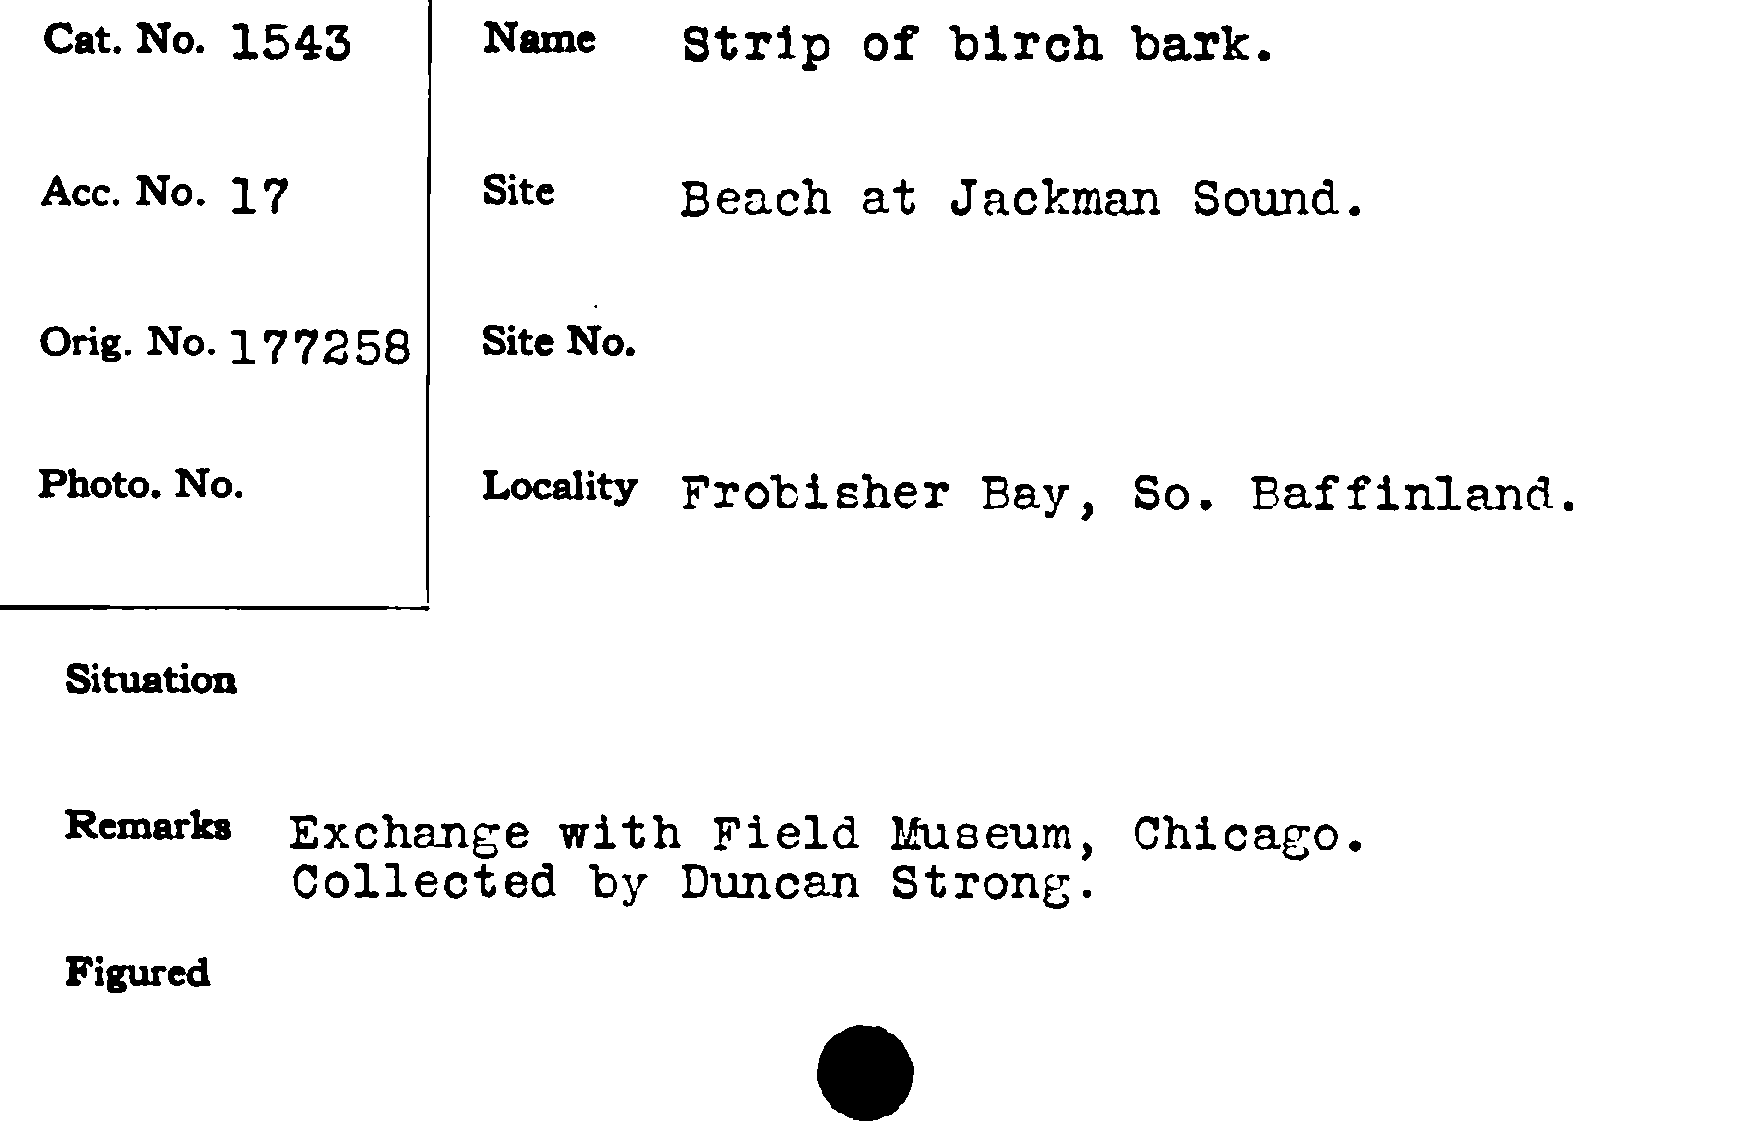 Cat. No. 1543
Name Strip of birch bark.
Acc. No. 17
Site Beach at Jackman Sound.
Orig. No. 177258
Site No.
Photo. No.
Locality Frobisher Bay, So. Baffinland.
Situation
Remarks Exchange with Field Museum, Chicago.
Collected by Duncan Strong.
Figured